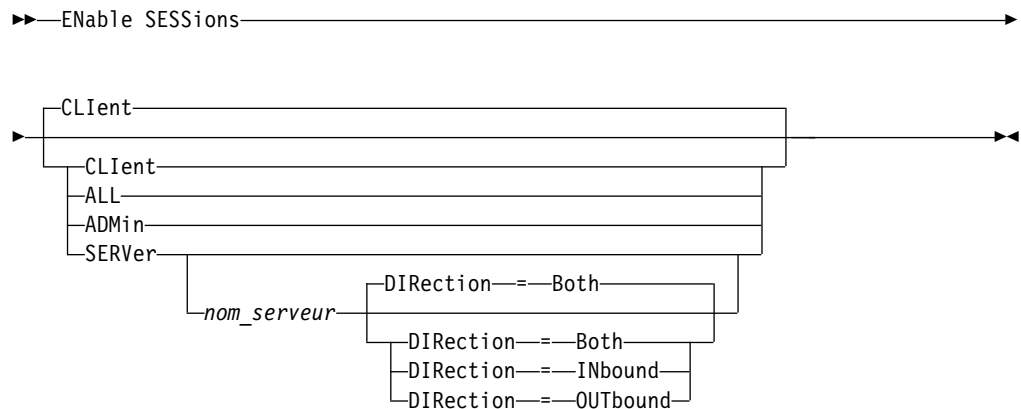 ENable SESSions
CLIent
CLIent
ALL
ADMin
SERVer
DIRection = Both
nom_serveur
DIRection = Both
DIRection = INbound
DIRection = OUTbound